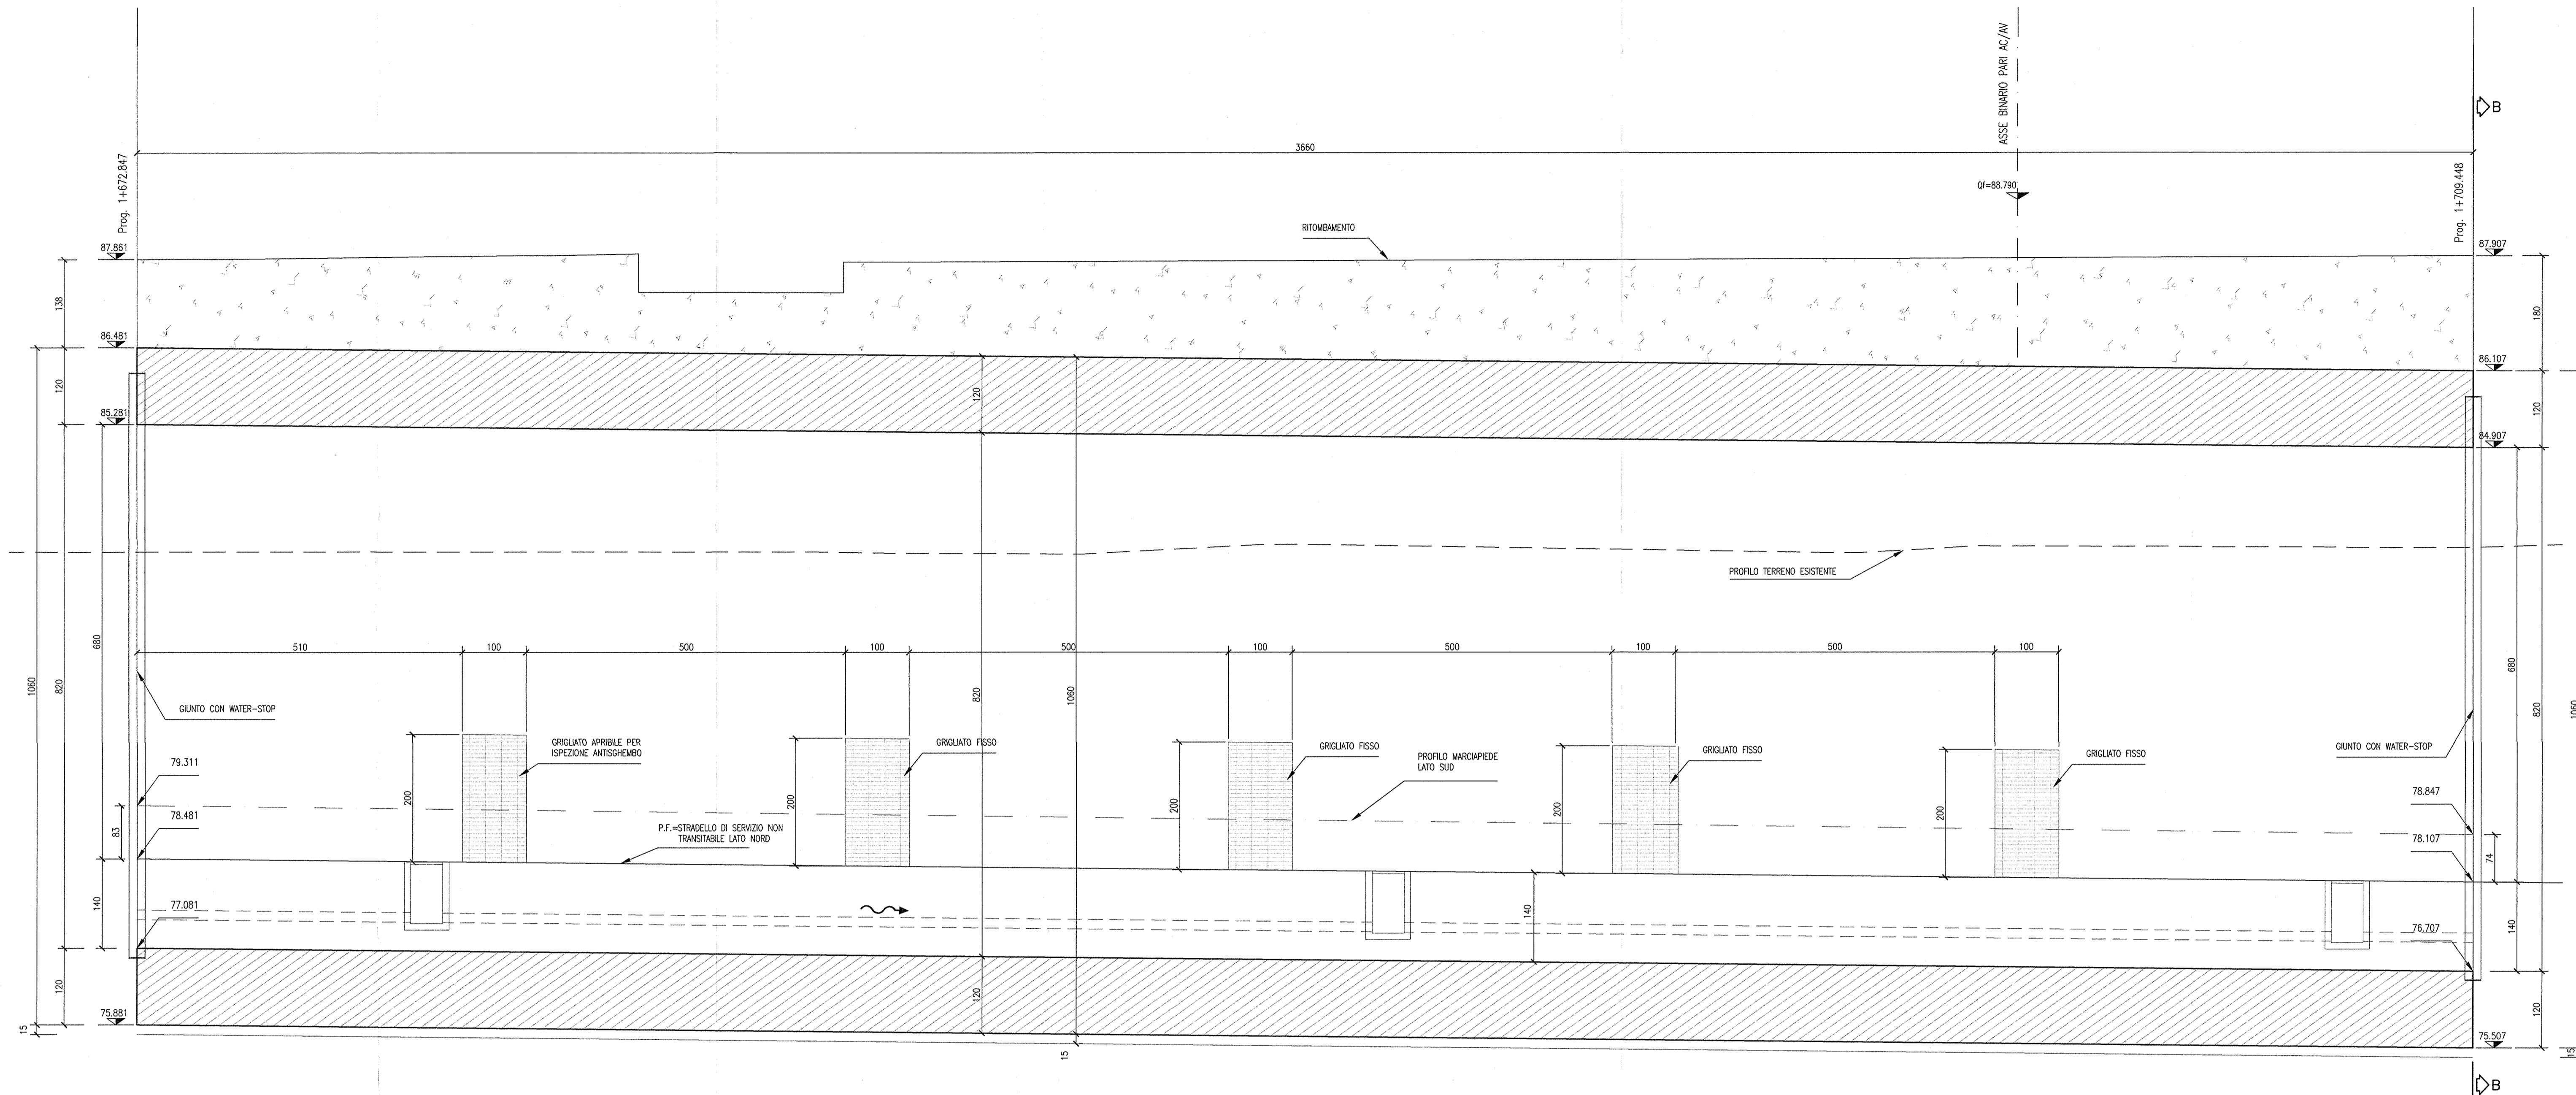 ASSE BINARIO PARI AC/AV
B
3660
Prog. 1+672.847
Prog. 1+709.448
Qf=88.790
RITOMBAMENTO
87.861
87.907
138
180
86.481
86.107
120
120
120
85.281
84.907
PROFILO TERRENO ESISTENTE
680
680
510
100
500
100
500
100
500
100
500
100
1060
820
820
1060
820
1060
GIUNTO CON WATER-STOP
GRIGLIATO APRIBILE PER
ISPEZIONE ANTISGHEMBO
GRIGLIATO FISSO
GRIGLIATO FISSO
PROFILO MARCIAPIEDE
LATO SUD
GRIGLIATO FISSO
GRIGLIATO FISSO
GIUNTO CON WATER-STOP
79.311
78.847
200
200
200
200
200
78.481
83
P.F.=STRADELLO DI SERVIZIO NON
TRANSITABILE LATO NORD
78.107
74
77.081
140
140
76.707
140
120
120
120
75.881
75.507
15
15
15
B